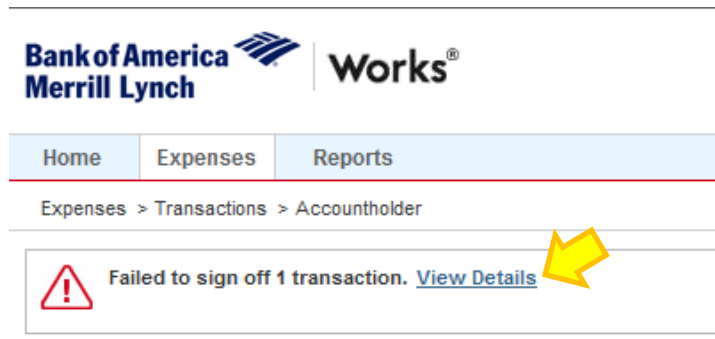 Bank of America
Merrill Lynch
Works®
Home Expenses Reports
Expenses > Transactions > Accountholder
Failed to sign off 1 transaction. View Details